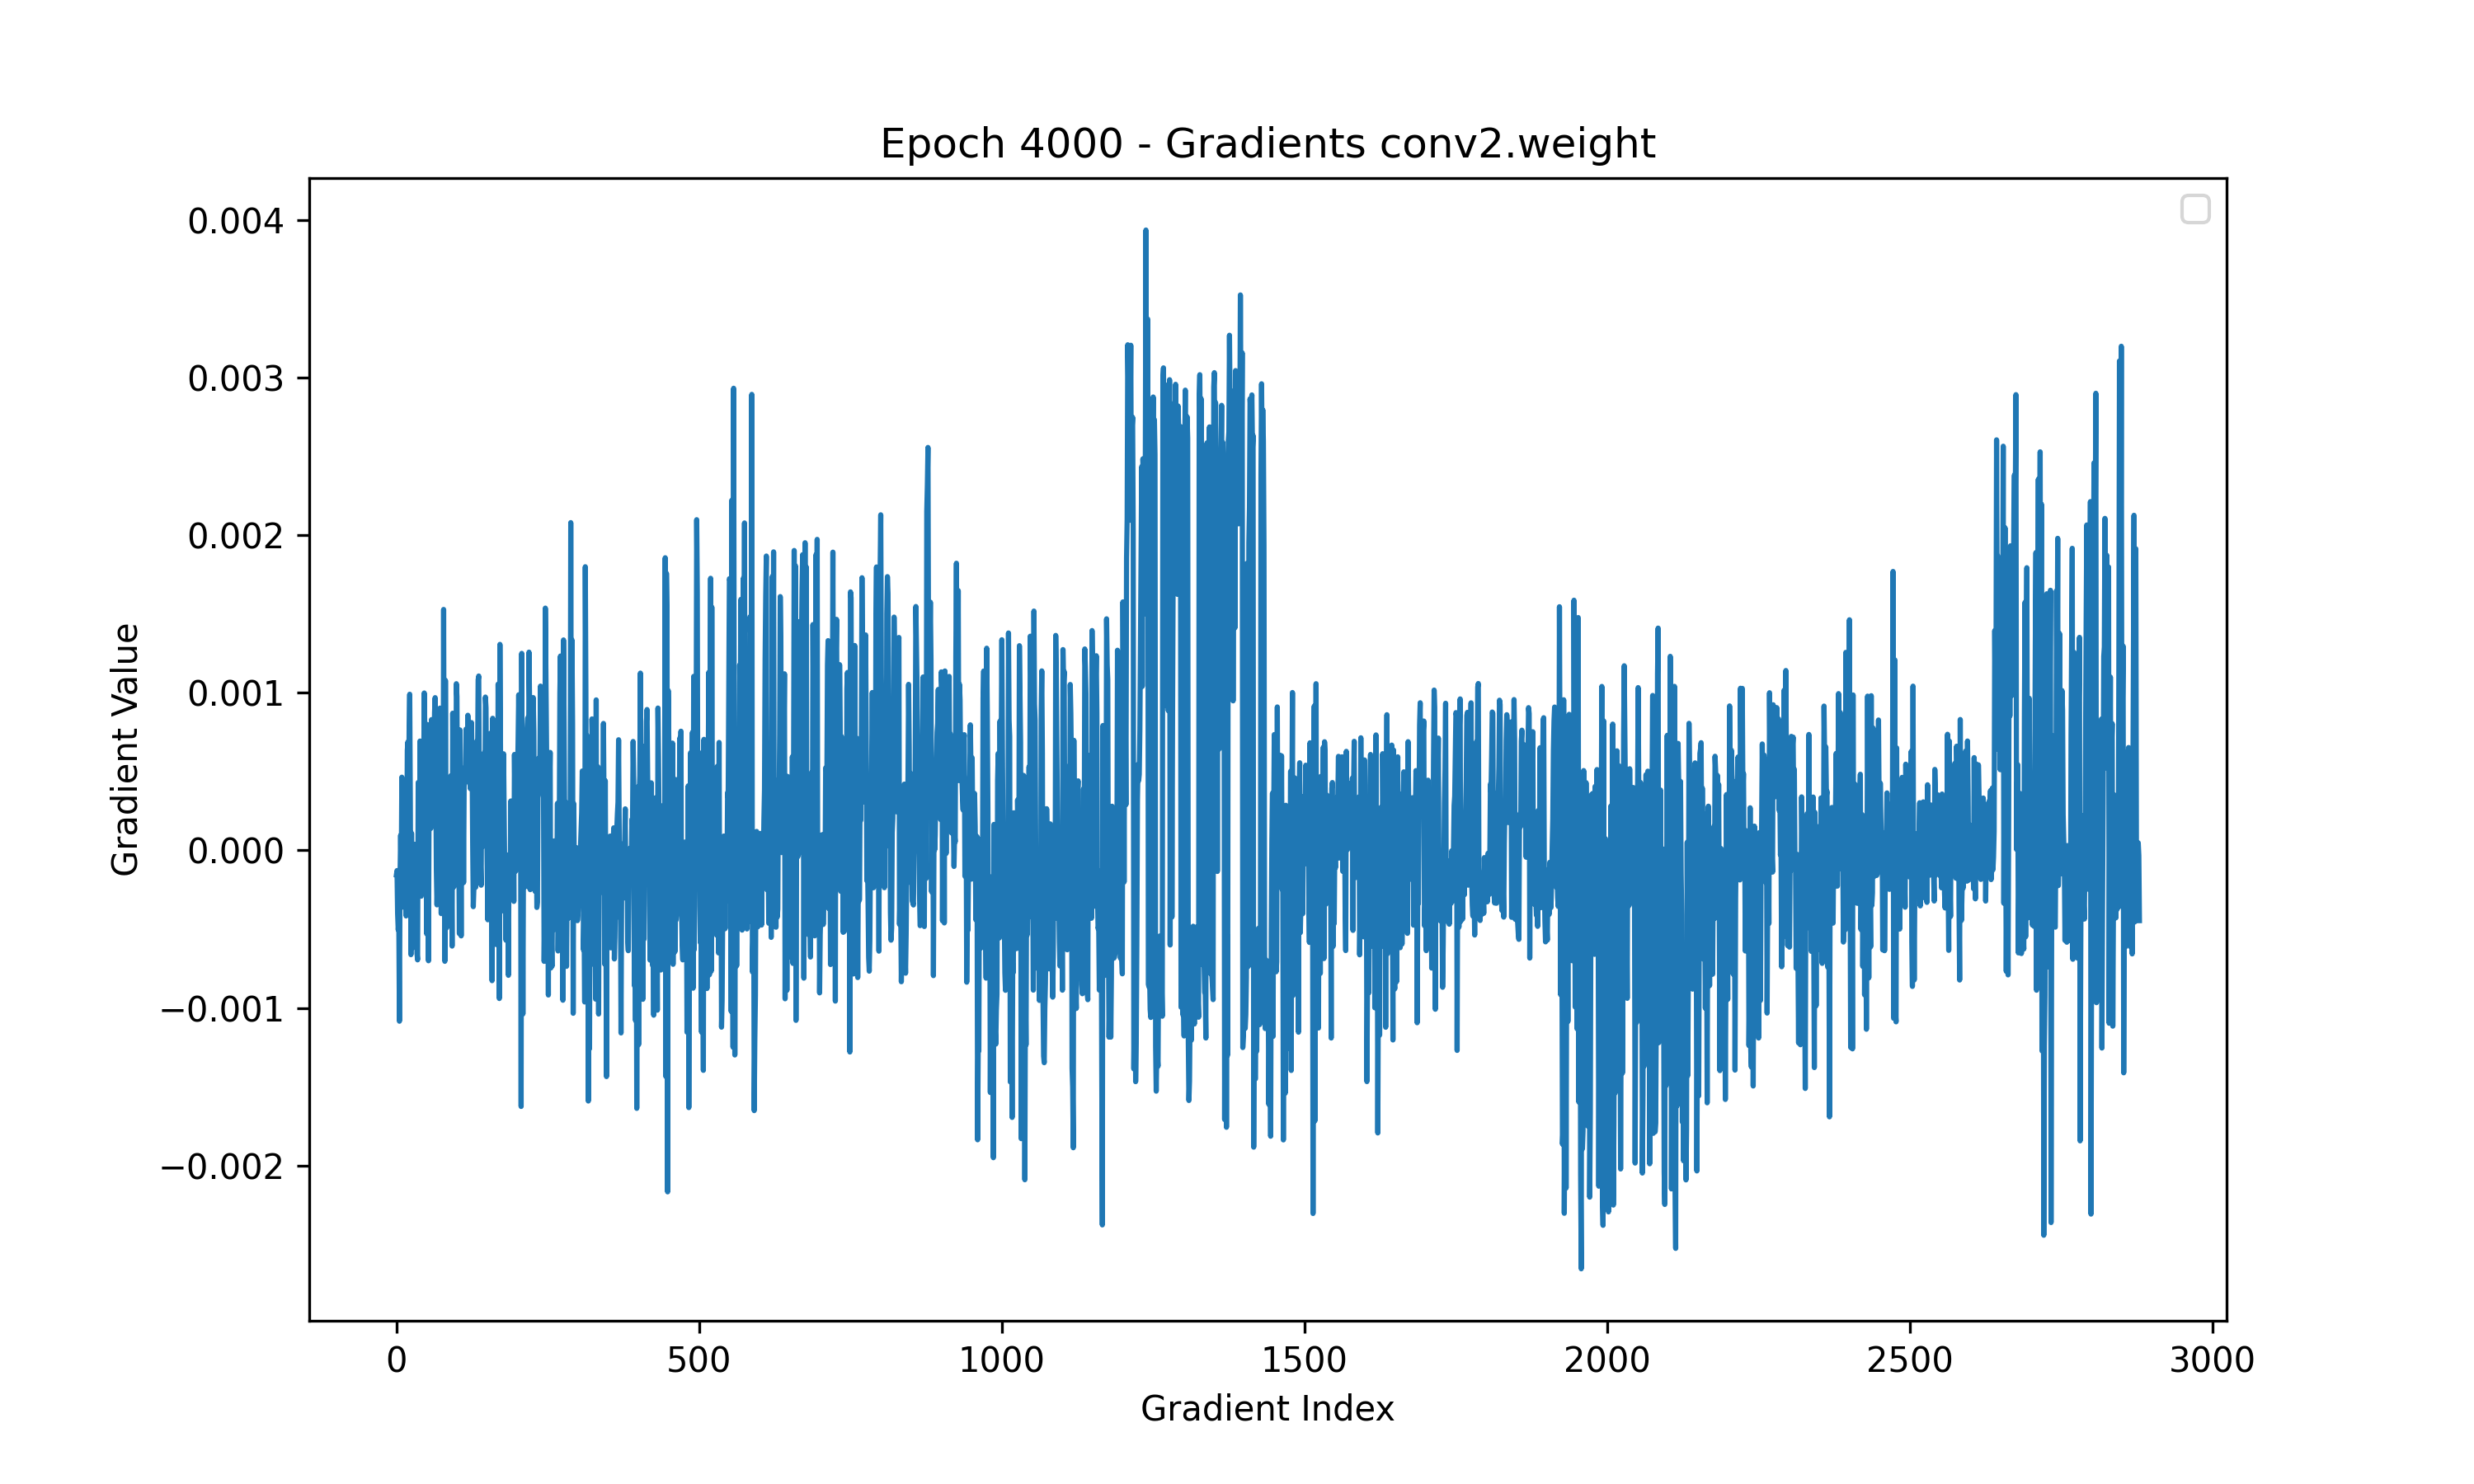 Epoch 4000 - Gradients conv2.weight
Gradient Value
0.004
0.003
0.002
0.001
0.000
−0.001
−0.002
0 500 1000 1500 2000 2500 3000
Gradient Index